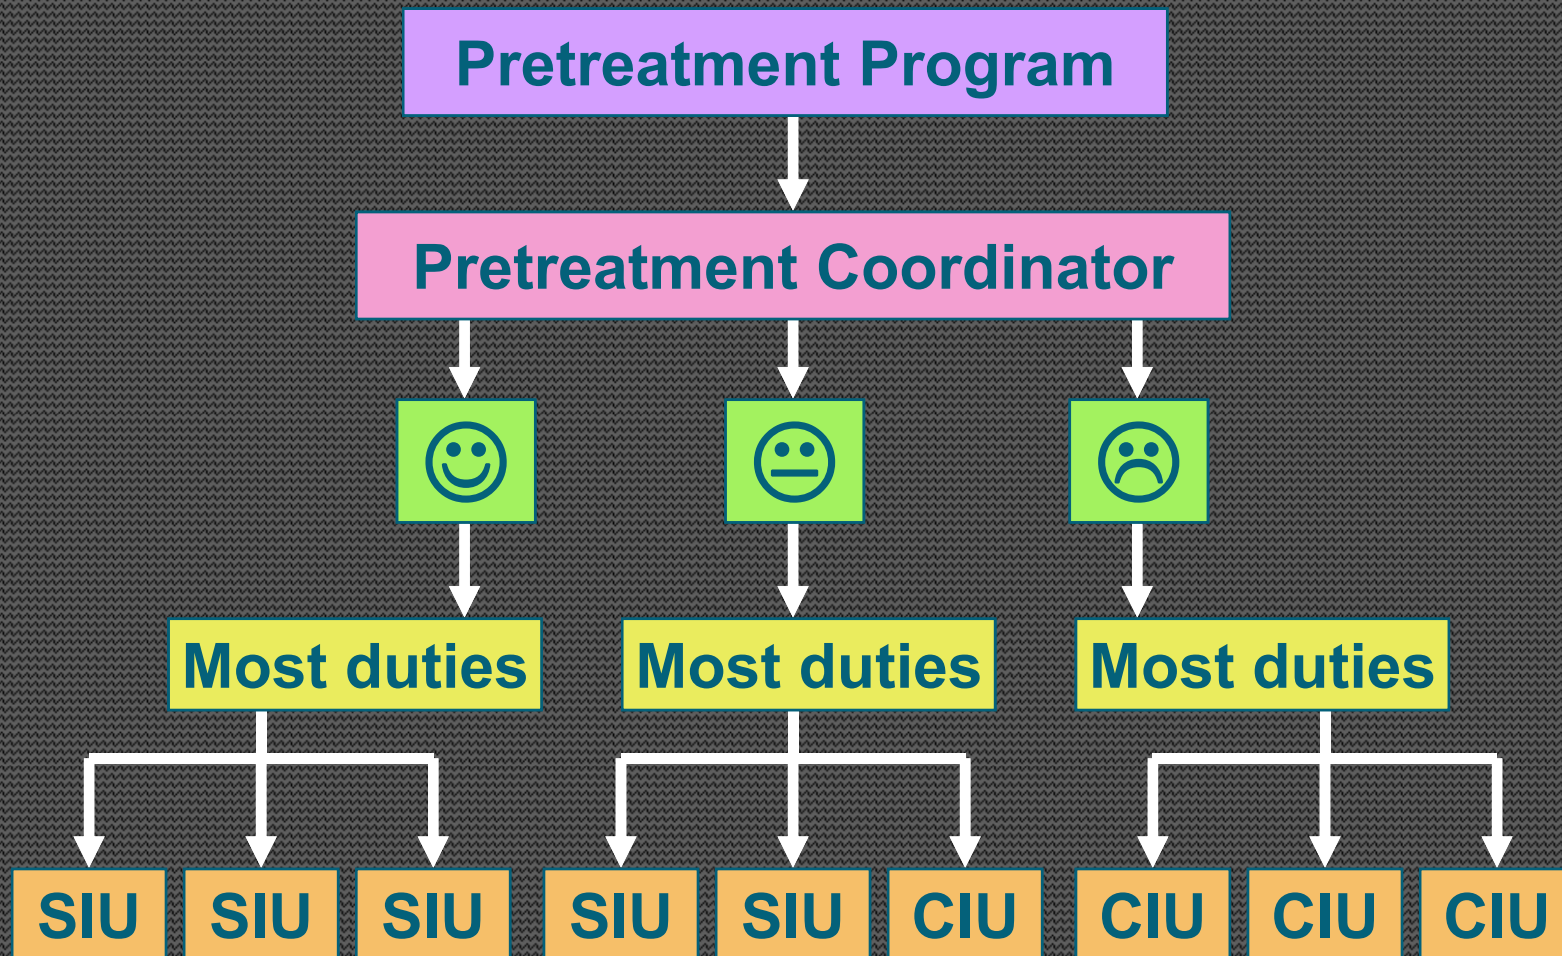 Pretreatment Program
Pretreatment Coordinator
Most duties Most duties Most duties
SIU SIU SIU SIU SIU CIU CIU CIU CIU